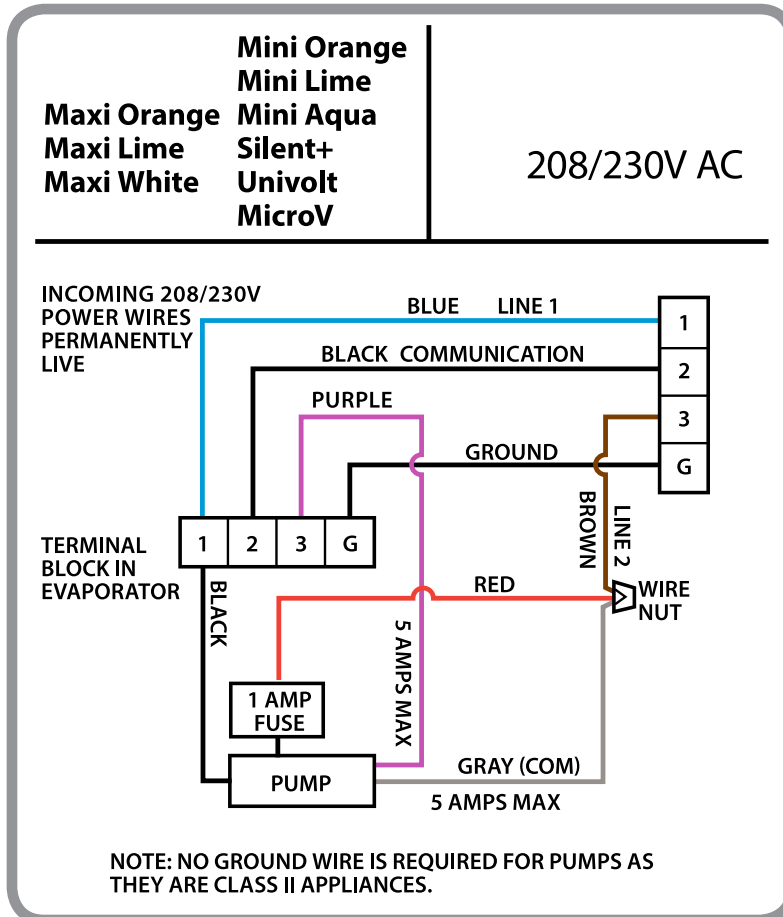 Maxi Orange
Maxi Lime
Maxi White
Mini Orange
Mini Lime
Mini Aqua
Silent+
Univolt
MicroV
208/230V AC
INCOMING 208/230V
POWER WIRES
PERMANENTLY
LIVE
BLUE LINE 1
BLACK COMMUNICATION
PURPLE
GROUND
1
2
3
G
TERMINAL
BLOCK IN
EVAPORATOR
1 2 3 G
BLACK
BROWN
LINE 2
RED
WIRE
NUT
5 AMPS MAX
1 AMP
FUSE
PUMP
GRAY (COM)
5 AMPS MAX
NOTE: NO GROUND WIRE IS REQUIRED FOR PUMPS AS
THEY ARE CLASS II APPLIANCES.